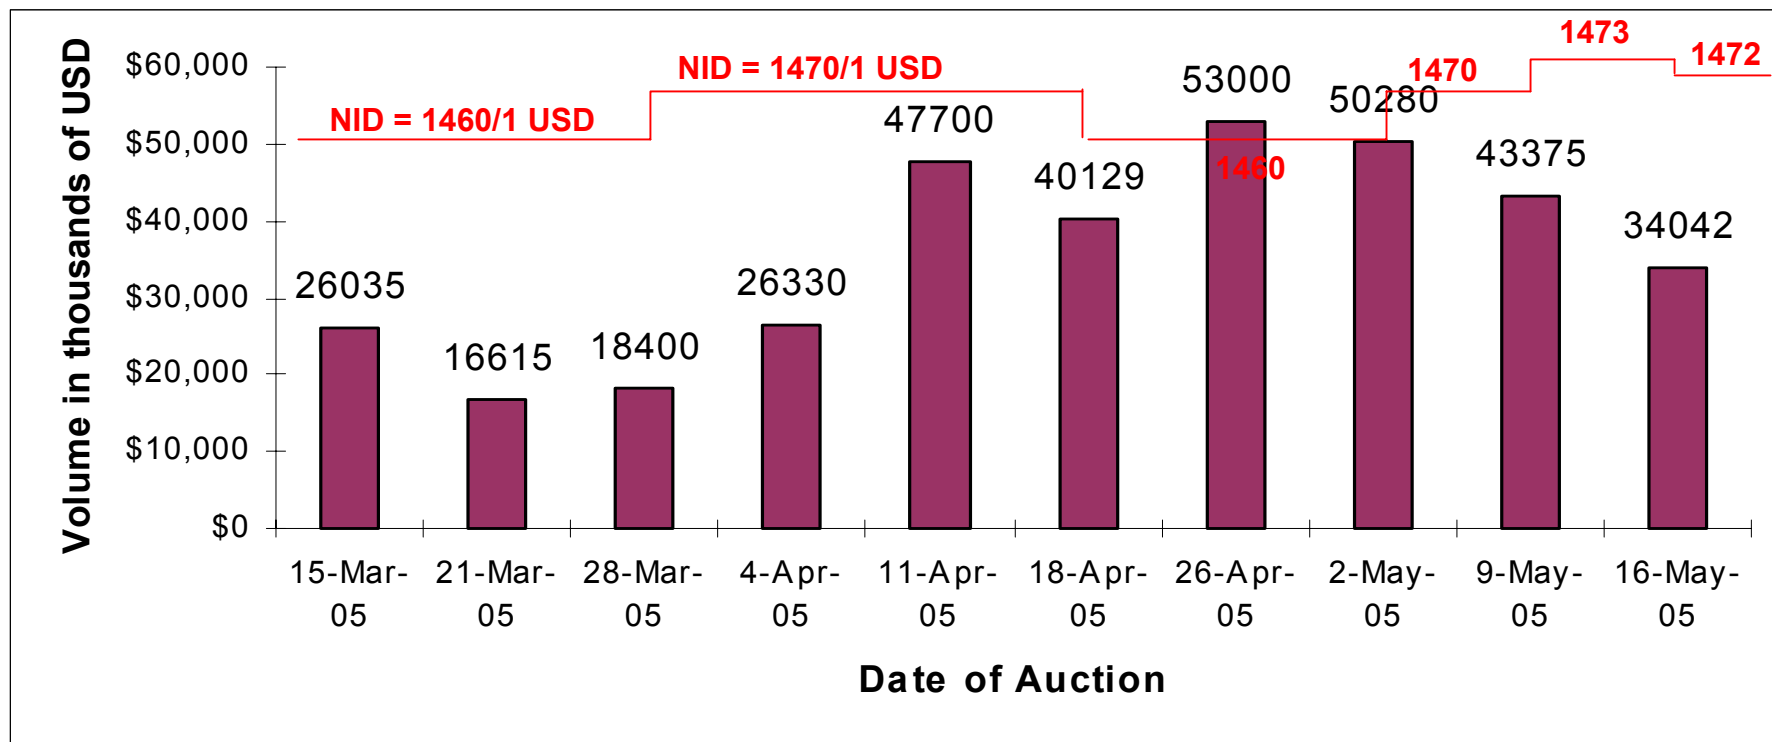 1473
1472
1470
NID = 1470/1 USD
NID = 1460/1 USD
1460
Volume in thousands of USD
$60,000
$50,000
$40,000
$30,000
$20,000
$10,000
$0
26035
16615
18400
26330
47700
40129
53000
50280
43375
34042
15-Mar-
05
21-Mar-
05
28-Mar-
05
4-Apr-
05
11-Apr-
05
18-Apr-
05
26-Apr-
05
2-May-
05
9-May-
05
16-May-
05
Date of Auction